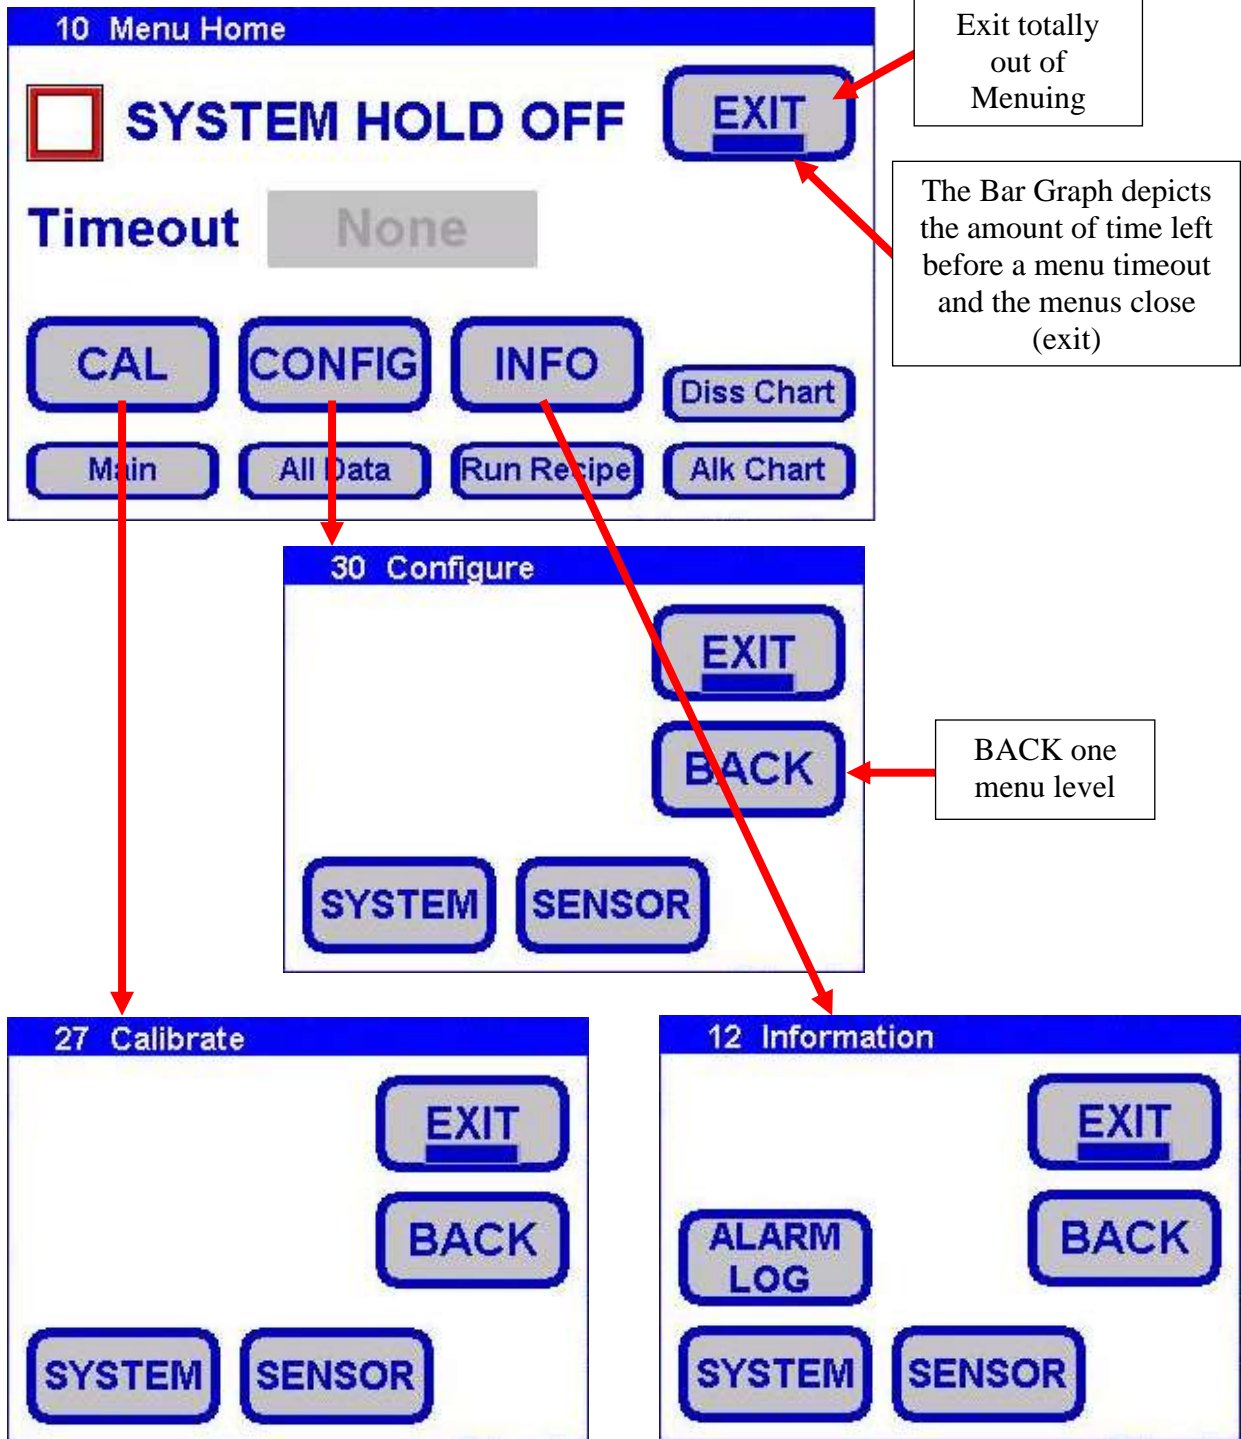 10 Menu Home
Exit totally
out of
Menuing
SYSTEM HOLD OFF
EXIT
The Bar Graph depicts
the amount of time left
before a menu timeout
and the menus close
(exit)
Timeout None
CAL CONFIG INFO
Diss Chart
Main All Data Run Recipe Alk Chart
30 Configure
EXIT
BACK
BACK one
menu level
SYSTEM SENSOR
27 Calibrate
EXIT
BACK
SYSTEM SENSOR
12 Information
EXIT
BACK
ALARM
LOG
SYSTEM SENSOR